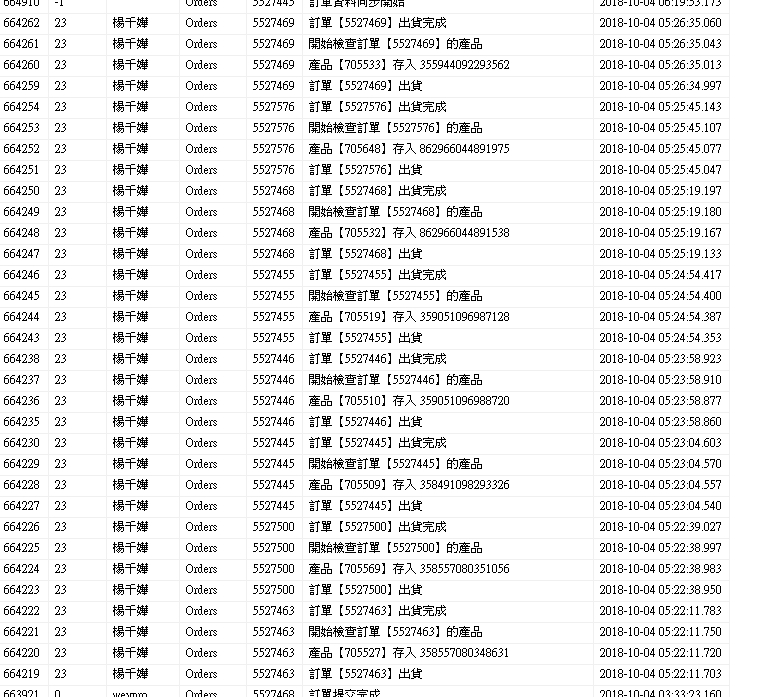 664910 -1 Orders 5527445 訂單資料同步開始 2018-10-04 06:19:53.173
664262 23 楊千嬅 Orders 5527469 訂單【5527469】出貨完成 2018-10-04 05:26:35.060
664261 23 楊千嬅 Orders 5527469 開始檢查訂單【5527469】的產品 2018-10-04 05:26:35.043
664260 23 楊千嬅 Orders 5527469 產品【705533】存入 355944092293562 2018-10-04 05:26:35.013
664259 23 楊千嬅 Orders 5527469 訂單【5527469】出貨 2018-10-04 05:26:34.997
664254 23 楊千嬅 Orders 5527576 訂單【5527576】出貨完成 2018-10-04 05:25:45.143
664253 23 楊千嬅 Orders 5527576 開始檢查訂單【5527576】的產品 2018-10-04 05:25:45.107
664252 23 楊千嬅 Orders 5527576 產品【705648】存入 862966044891975 2018-10-04 05:25:45.077
664251 23 楊千嬅 Orders 5527576 訂單【5527576】出貨 2018-10-04 05:25:45.047
664250 23 楊千嬅 Orders 5527468 訂單【5527468】出貨完成 2018-10-04 05:25:19.197
664249 23 楊千嬅 Orders 5527468 開始檢查訂單【5527468】的產品 2018-10-04 05:25:19.180
664248 23 楊千嬅 Orders 5527468 產品【705532】存入 862966044891538 2018-10-04 05:25:19.167
664247 23 楊千嬅 Orders 5527468 訂單【5527468】出貨 2018-10-04 05:25:19.133
664246 23 楊千嬅 Orders 5527455 訂單【5527455】出貨完成 2018-10-04 05:24:54.417
664245 23 楊千嬅 Orders 5527455 開始檢查訂單【5527455】的產品 2018-10-04 05:24:54.400
664244 23 楊千嬅 Orders 5527455 產品【705519】存入 359051096987128 2018-10-04 05:24:54.387
664243 23 楊千嬅 Orders 5527455 訂單【5527455】出貨 2018-10-04 05:24:54.353
664238 23 楊千嬅 Orders 5527446 訂單【5527446】出貨完成 2018-10-04 05:23:58.923
664237 23 楊千嬅 Orders 5527446 開始檢查訂單【5527446】的產品 2018-10-04 05:23:58.910
664236 23 楊千嬅 Orders 5527446 產品【705510】存入 359051096988720 2018-10-04 05:23:58.877
664235 23 楊千嬅 Orders 5527446 訂單【5527446】出貨 2018-10-04 05:23:58.860
664230 23 楊千嬅 Orders 5527445 訂單【5527445】出貨完成 2018-10-04 05:23:04.603
664229 23 楊千嬅 Orders 5527445 開始檢查訂單【5527445】的產品 2018-10-04 05:23:04.570
664228 23 楊千嬅 Orders 5527445 產品【705509】存入 358491098293326 2018-10-04 05:23:04.557
664227 23 楊千嬅 Orders 5527445 訂單【5527445】出貨 2018-10-04 05:23:04.540
664226 23 楊千嬅 Orders 5527500 訂單【5527500】出貨完成 2018-10-04 05:22:39.027
664225 23 楊千嬅 Orders 5527500 開始檢查訂單【5527500】的產品 2018-10-04 05:22:38.997
664224 23 楊千嬅 Orders 5527500 產品【705569】存入 358557080351056 2018-10-04 05:22:38.983
664223 23 楊千嬅 Orders 5527500 訂單【5527500】出貨 2018-10-04 05:22:38.950
664222 23 楊千嬅 Orders 5527463 訂單【5527463】出貨完成 2018-10-04 05:22:11.783
664221 23 楊千嬅 Orders 5527463 開始檢查訂單【5527463】的產品 2018-10-04 05:22:11.750
664220 23 楊千嬅 Orders 5527463 產品【705527】存入 358557080348631 2018-10-04 05:22:11.720
664219 23 楊千嬅 Orders 5527463 訂單【5527463】出貨 2018-10-04 05:22:11.703
663921 0 wexpro Orders 5527468 訂單提交完成 2018-10-04 03:33:23.160